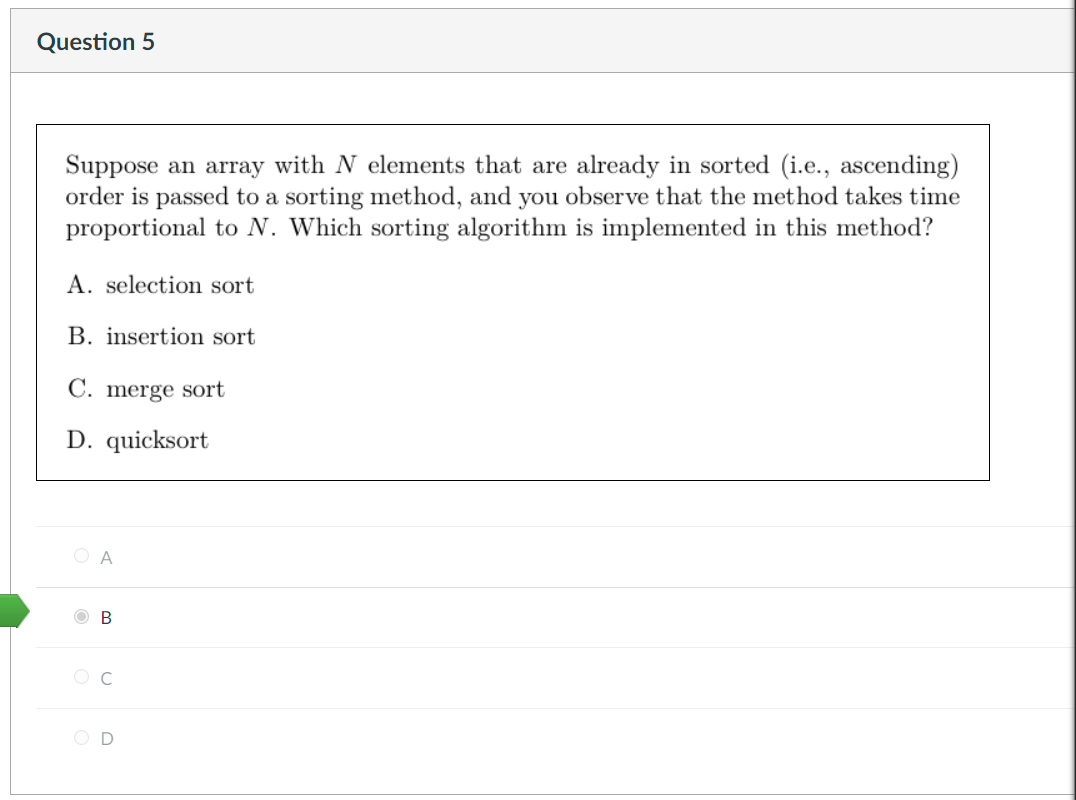 Question 5
Suppose an array with N elements that are already in sorted (i.e., ascending)
order is passed to a sorting method, and you observe that the method takes time
proportional to N. Which sorting algorithm is implemented in this method?
A. selection sort
B. insertion sort
C. merge sort
D. quicksort
A
B
C
D